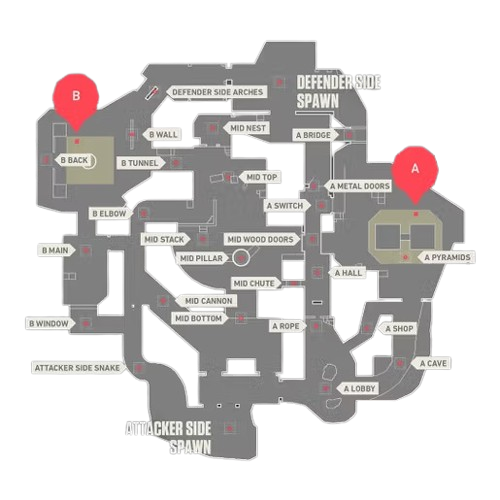 DEFENDER SIDE
SPAWN
DEFENDER SIDE ARCHES
B
B WALL
MID NEST
A BRIDGE
B BACK
B TUNNEL
A
MID TOP
A METAL DOORS
A SWITCH
B ELBOW
MID STACK
MID WOOD DOORS
B MAIN
MID PILLAR
A PYRAMIDS
A HALL
MID CHUTE
MID CANNON
MID BOTTOM
B WINDOW
A ROPE
A SHOP
ATTACKER SIDE SNAKE
A CAVE
A LOBBY
ATTACKER SIDE
SPAWN